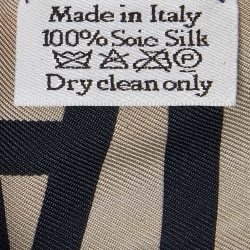 Made in Italy
100% Soie Silk
P
Dry clean only